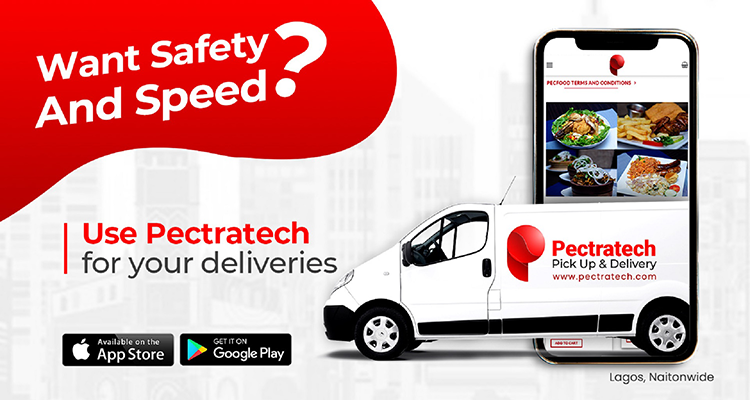 Want Safety
And Speed?
Use Pectratech
for your deliveries
Available on the
App Store
GET IT ON
Google Play
PECFOOD TERMS AND CONDITIONS
Pectratech
Pick Up & Delivery
www.pectratech.com
ADD TO CART
Lagos, Naitonwide